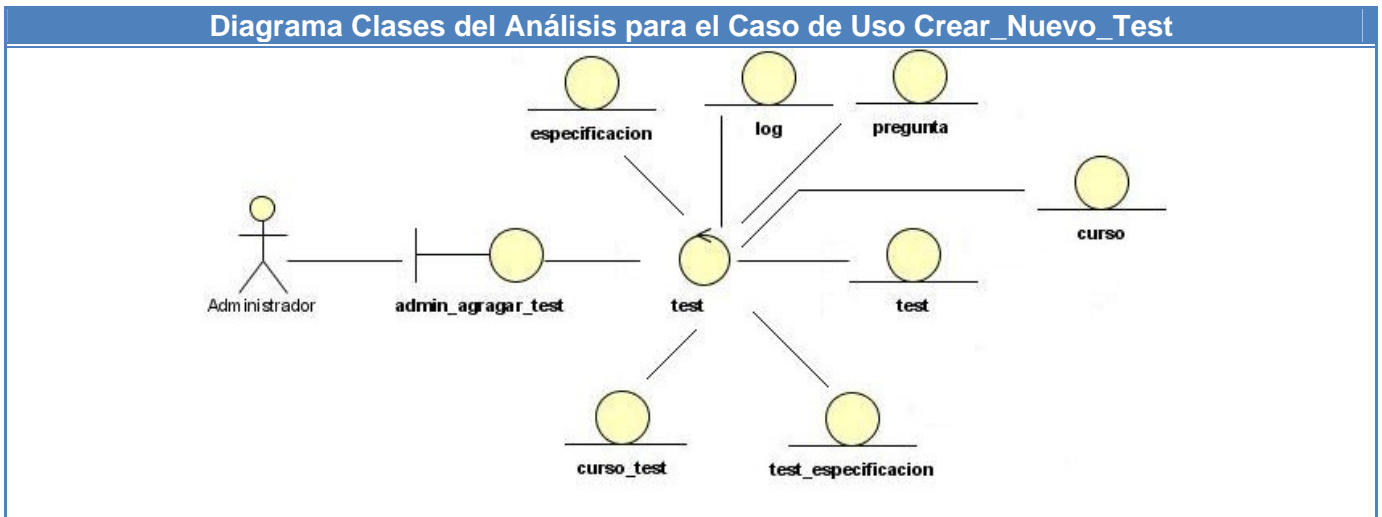 Diagrama Clases del Análisis para el Caso de Uso Crear_Nuevo_Test
especificacion
log
pregunta
curso
Administrador
admin_agragar_test
test
test
curso_test
test_especificacion